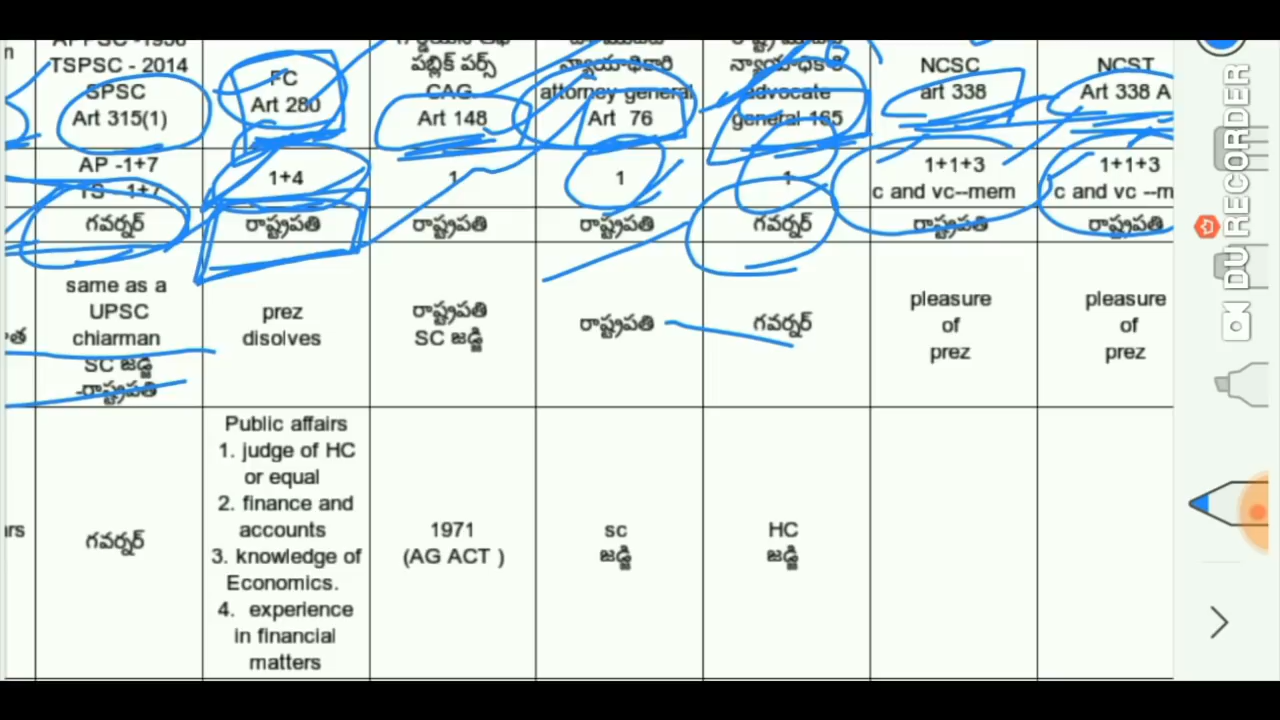 TSPSC - 2014
SPSC
Art 315(1)
FC
Art 280
పబ్లిక్ పర్స్
CAG
Art 148
న్యాయాధికారి
attorney general
Art 76
న్యాయాధికారి
advocate
general 165
NCSC
art 338
NCST
Art 338 A
AP -1+7
TS - 1+7
1+4
1
1
1
1+1+3
c and vc--mem
1+1+3
c and vc --m
గవర్నర్
రాష్ట్రపతి
రాష్ట్రపతి
రాష్ట్రపతి
గవర్నర్
రాష్ట్రపతి
రాష్ట్రపతి
same as a
UPSC
chiarman
SC జడ్జి
-రాష్ట్రపతి
prez
disolves
రాష్ట్రపతి
SC జడ్జి
రాష్ట్రపతి
గవర్నర్
pleasure
of
prez
pleasure
of
prez
గవర్నర్
Public affairs
1. judge of HC
or equal
2. finance and
accounts
3. knowledge of
Economics.
4. experience
in financial
matters
1971
(AG ACT )
sc
జడ్జి
HC
జడ్జి
DU RECORDER